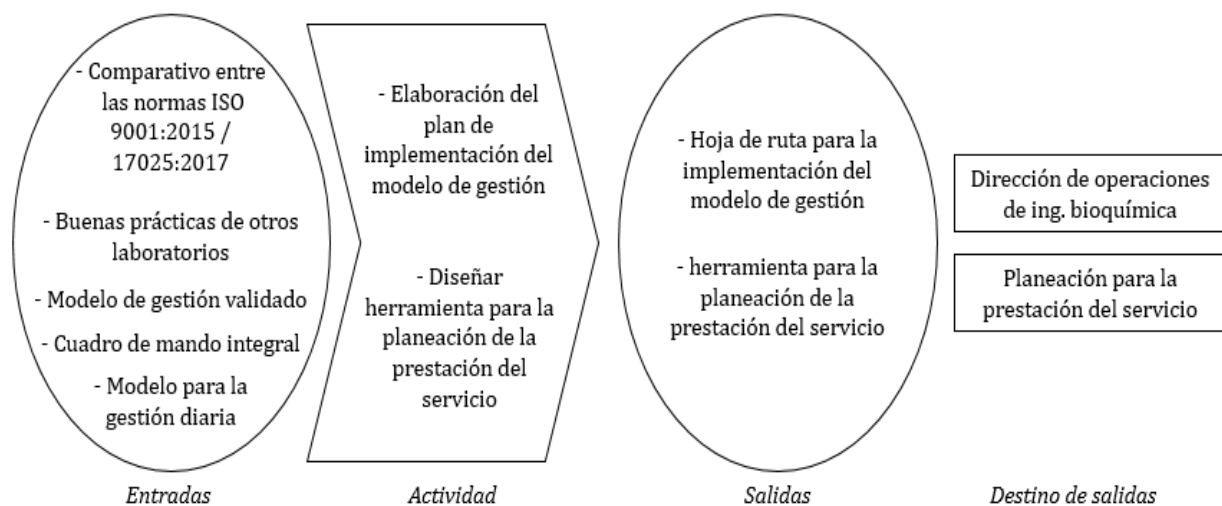 - Comparativo entre
las normas ISO
9001:2015 /
17025:2017
- Buenas prácticas de otros
laboratorios
- Modelo de gestión validado
- Cuadro de mando integral
- Modelo para la
gestión diaria
Entradas
- Elaboración del
plan de
implementación del
modelo de gestión
- Diseñar
herramienta para la
planeación de la
prestación del
servicio
Actividad
- Hoja de ruta para la
implementación del
modelo de gestión
- herramienta para la
planeación de la
prestación del servicio
Salidas
Dirección de operaciones
de ing. bioquímica
Planeación para la
prestación del servicio
Destino de salidas